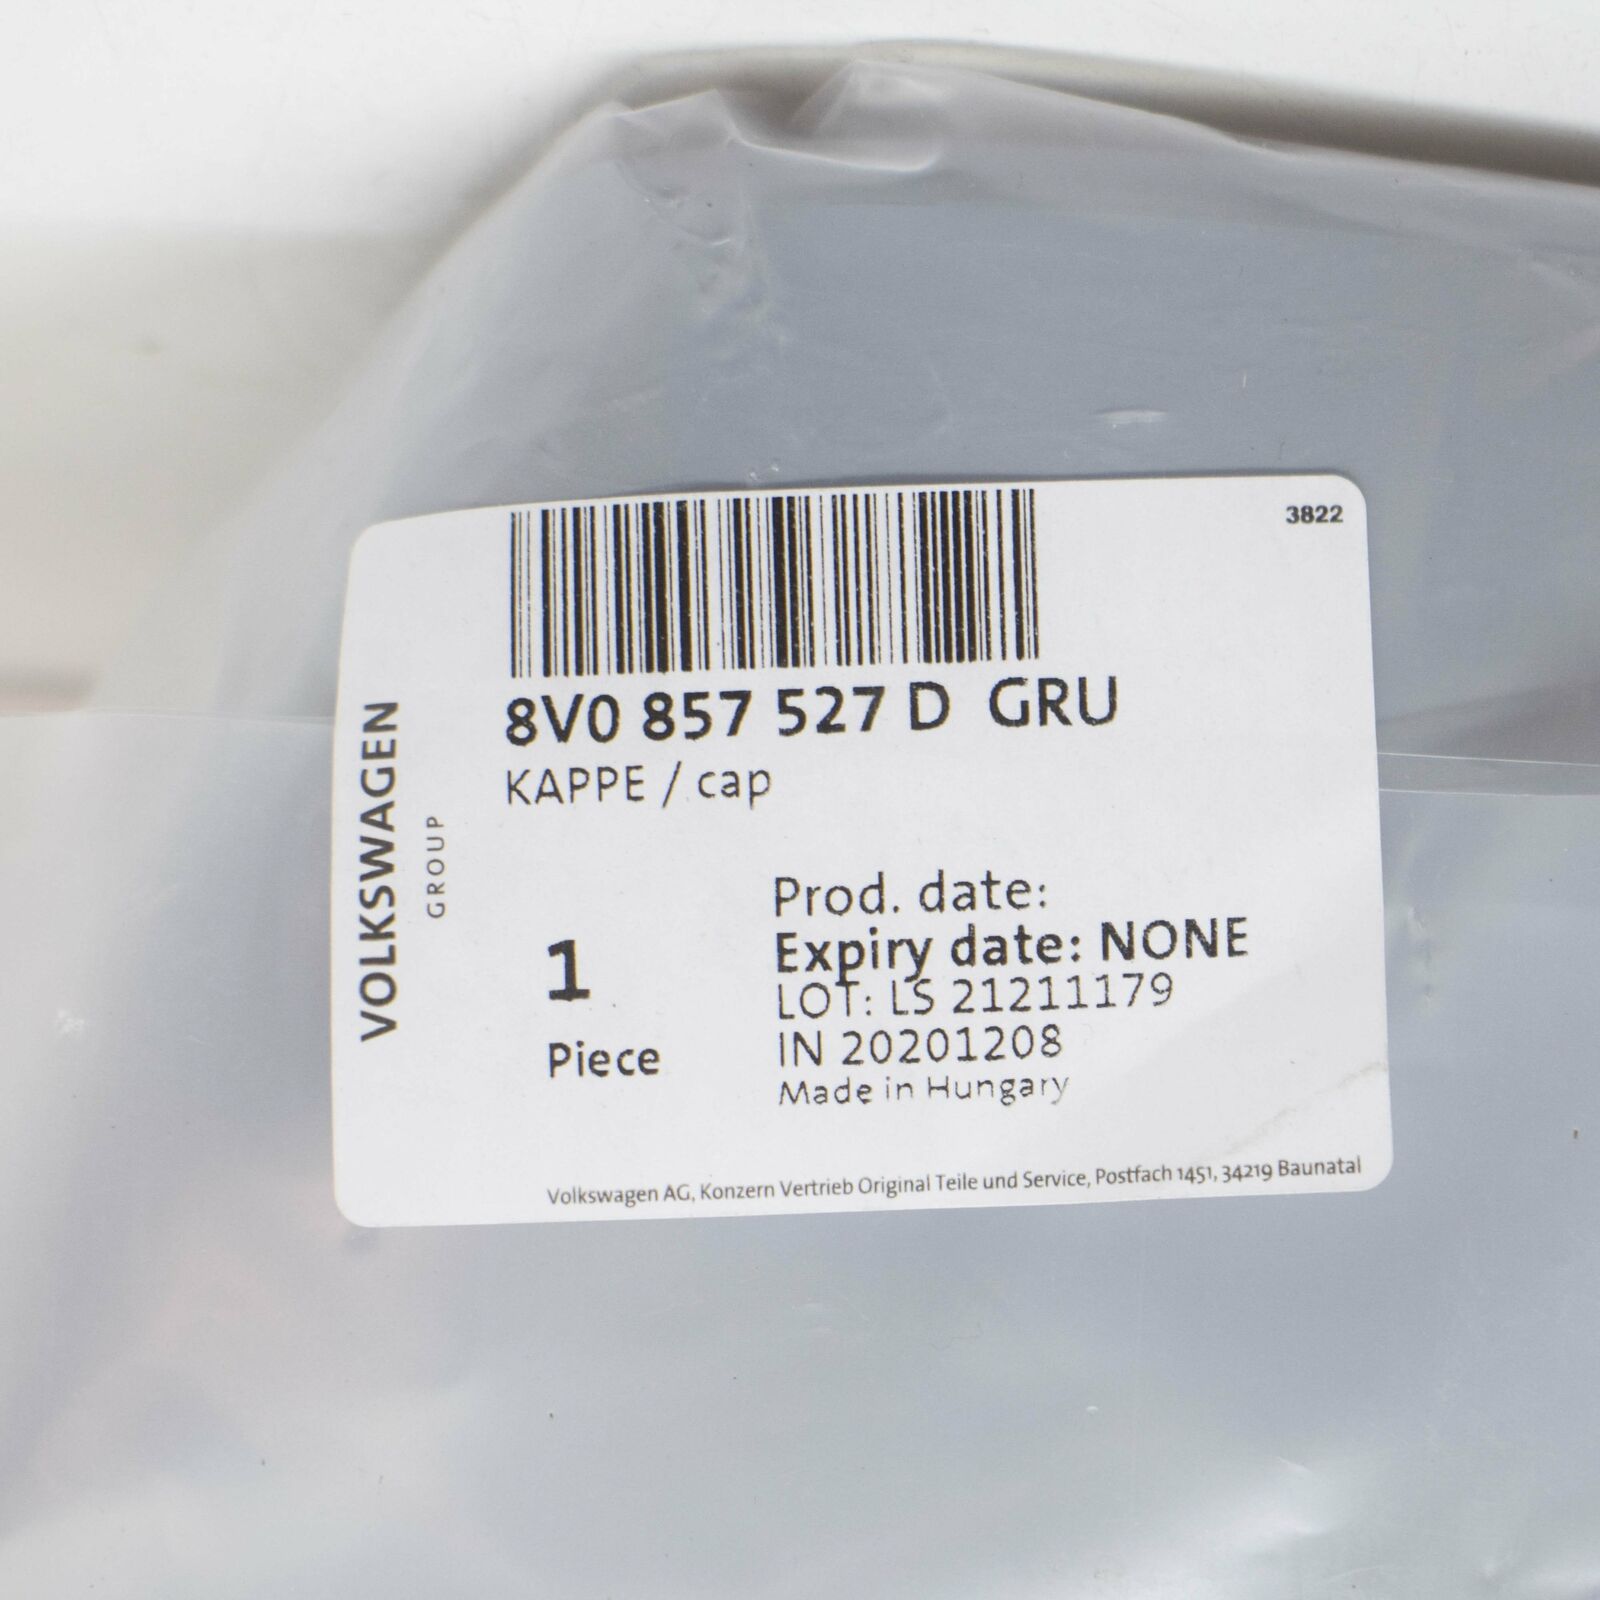 3822
8V0 857 527 D GRU
KAPPE / cap
VOLKSWAGEN
GROUP
1
Piece
Prod. date:
Expiry date: NONE
LOT: LS 21211179
IN 20201208
Made in Hungary
Volkswagen AG, Konzern Vertrieb Original Teile und Service, Postfach 1451, 34219 Baunatal